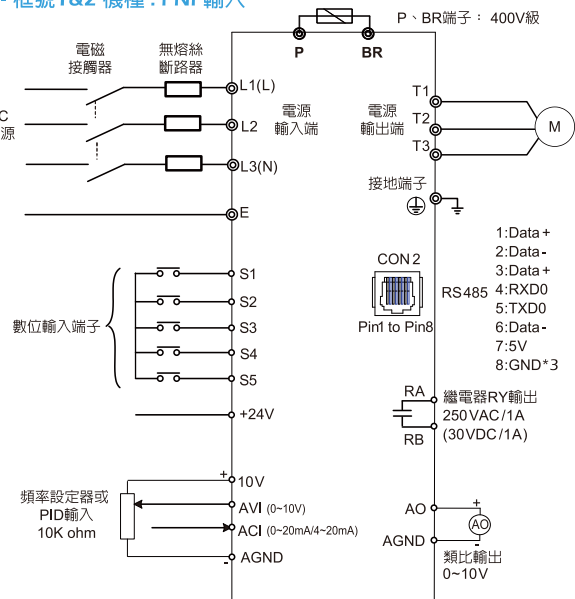 框號1&2 機種 : PNP輸入
P、BR端子： 400V級
P
BR
電磁
接觸器
無熔絲
斷路器
L1(L)
L2
L3(N)
E
電源
輸入端
電源
輸出端
T1
T2
T3
M
C
源
接地端子
CON2
Pin1 to Pin8
RS485
1:Data+
2:Data-
3:Data+
4:RXD0
5:TXD0
6:Data-
7:5V
8:GND*3
數位輸入端子
S1
S2
S3
S4
S5
+24V
RA
RB
繼電器RY輸出
250VAC/1A
(30VDC/1A)
頻率設定器或
PID輸入
10K ohm
+
10V
AVI (0~10V)
ACI (0~20mA/4~20mA)
-
AGND
AO
AGND
+
AO
-
類比輸出
0~10V